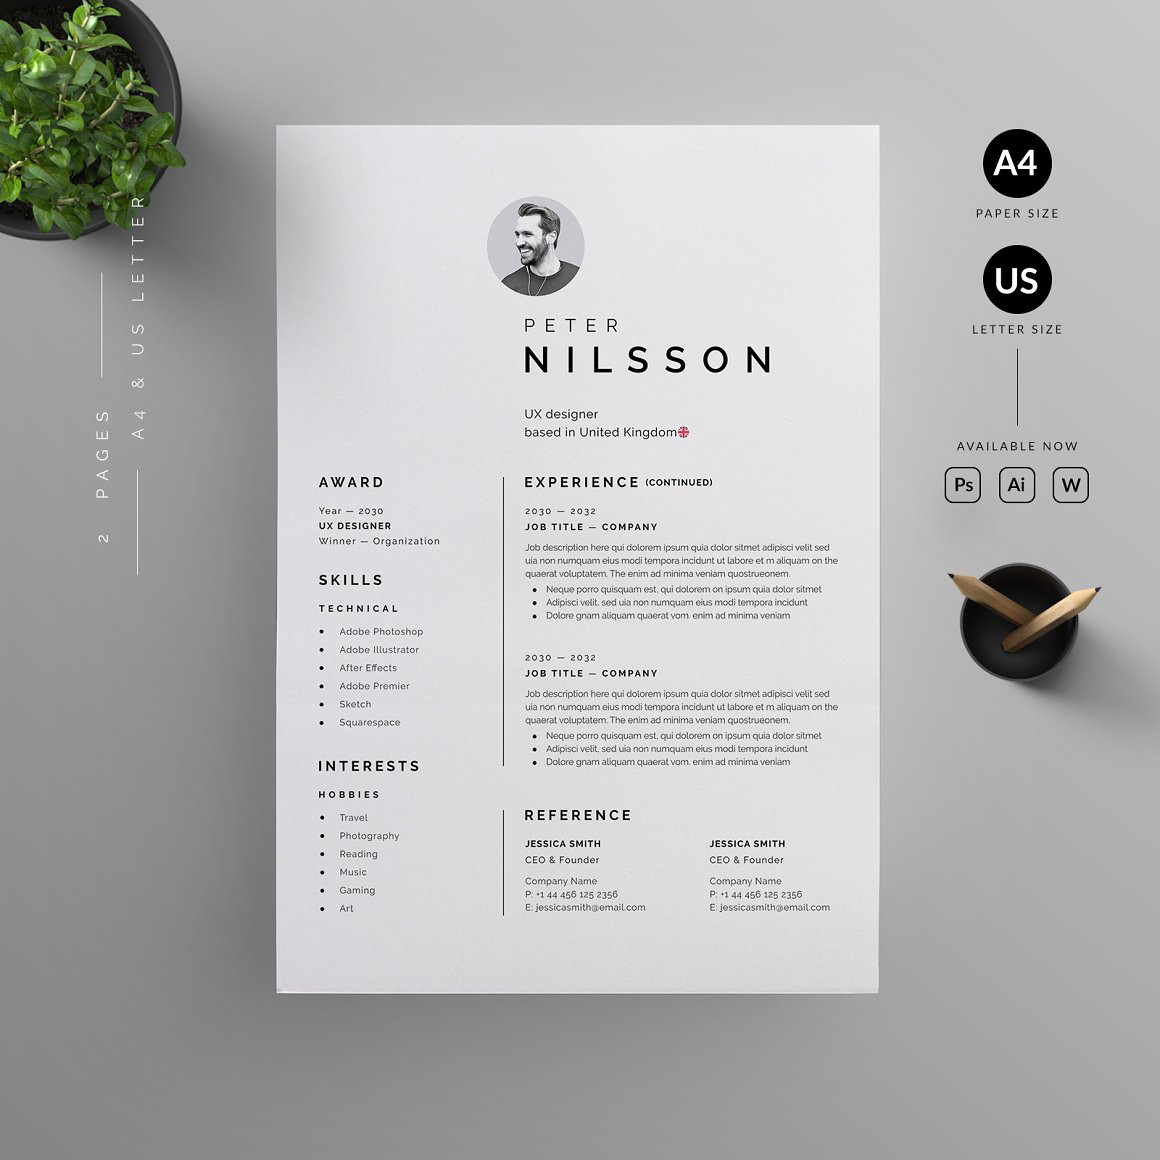 2 PAGES
A4 & US LETTER
PETER
NILSSON
UX designer
based in United Kingdom
AWARD
Year — 2030
UX DESIGNER
Winner — Organization
SKILLS
TECHNICAL
• Adobe Photoshop
• Adobe Illustrator
• After Effects
• Adobe Premier
• Sketch
• Squarespace
INTERESTS
HOBBIES
• Travel
• Photography
• Reading
• Music
• Gaming
• Art
EXPERIENCE (CONTINUED)
2030 — 2032
JOB TITLE — COMPANY
Job description here qui dolorem ipsum quia dolor sitmet adipisci velit sed
uia non numquam eius modi tempora incidunt ut labore et m aliquam on the
quaerat voluptatem. The enim ad minima veniam quostrueonem.
• Neque porro quisquam est, qui dolorem on ipsum quia dolor sitmet
• Adipisci velit, sed uia non numquam eius modi tempora incidunt
• Dolore gnam aliquam quaerat vom. enim ad minima veniam
2030 — 2032
JOB TITLE — COMPANY
Job description here qui dolorem ipsum quia dolor sitmet adipisci velit sed
uia non numquam eius modi tempora incidunt ut labore et m aliquam on the
quaerat voluptatem. The enim ad minima veniam quostrueonem.
• Neque porro quisquam est, qui dolorem on ipsum quia dolor sitmet
• Adipisci velit, sed uia non numquam eius modi tempora incidunt
• Dolore gnam aliquam quaerat vom. enim ad minima veniam
REFERENCE
JESSICA SMITH
CEO & Founder
Company Name
P: +1 44 456 125 2356
E: jessicasmith@email.com
JESSICA SMITH
CEO & Founder
Company Name
P: +1 44 456 125 2356
E: jessicasmith@email.com
A4
PAPER SIZE
US
LETTER SIZE
AVAILABLE NOW
Ps Ai W